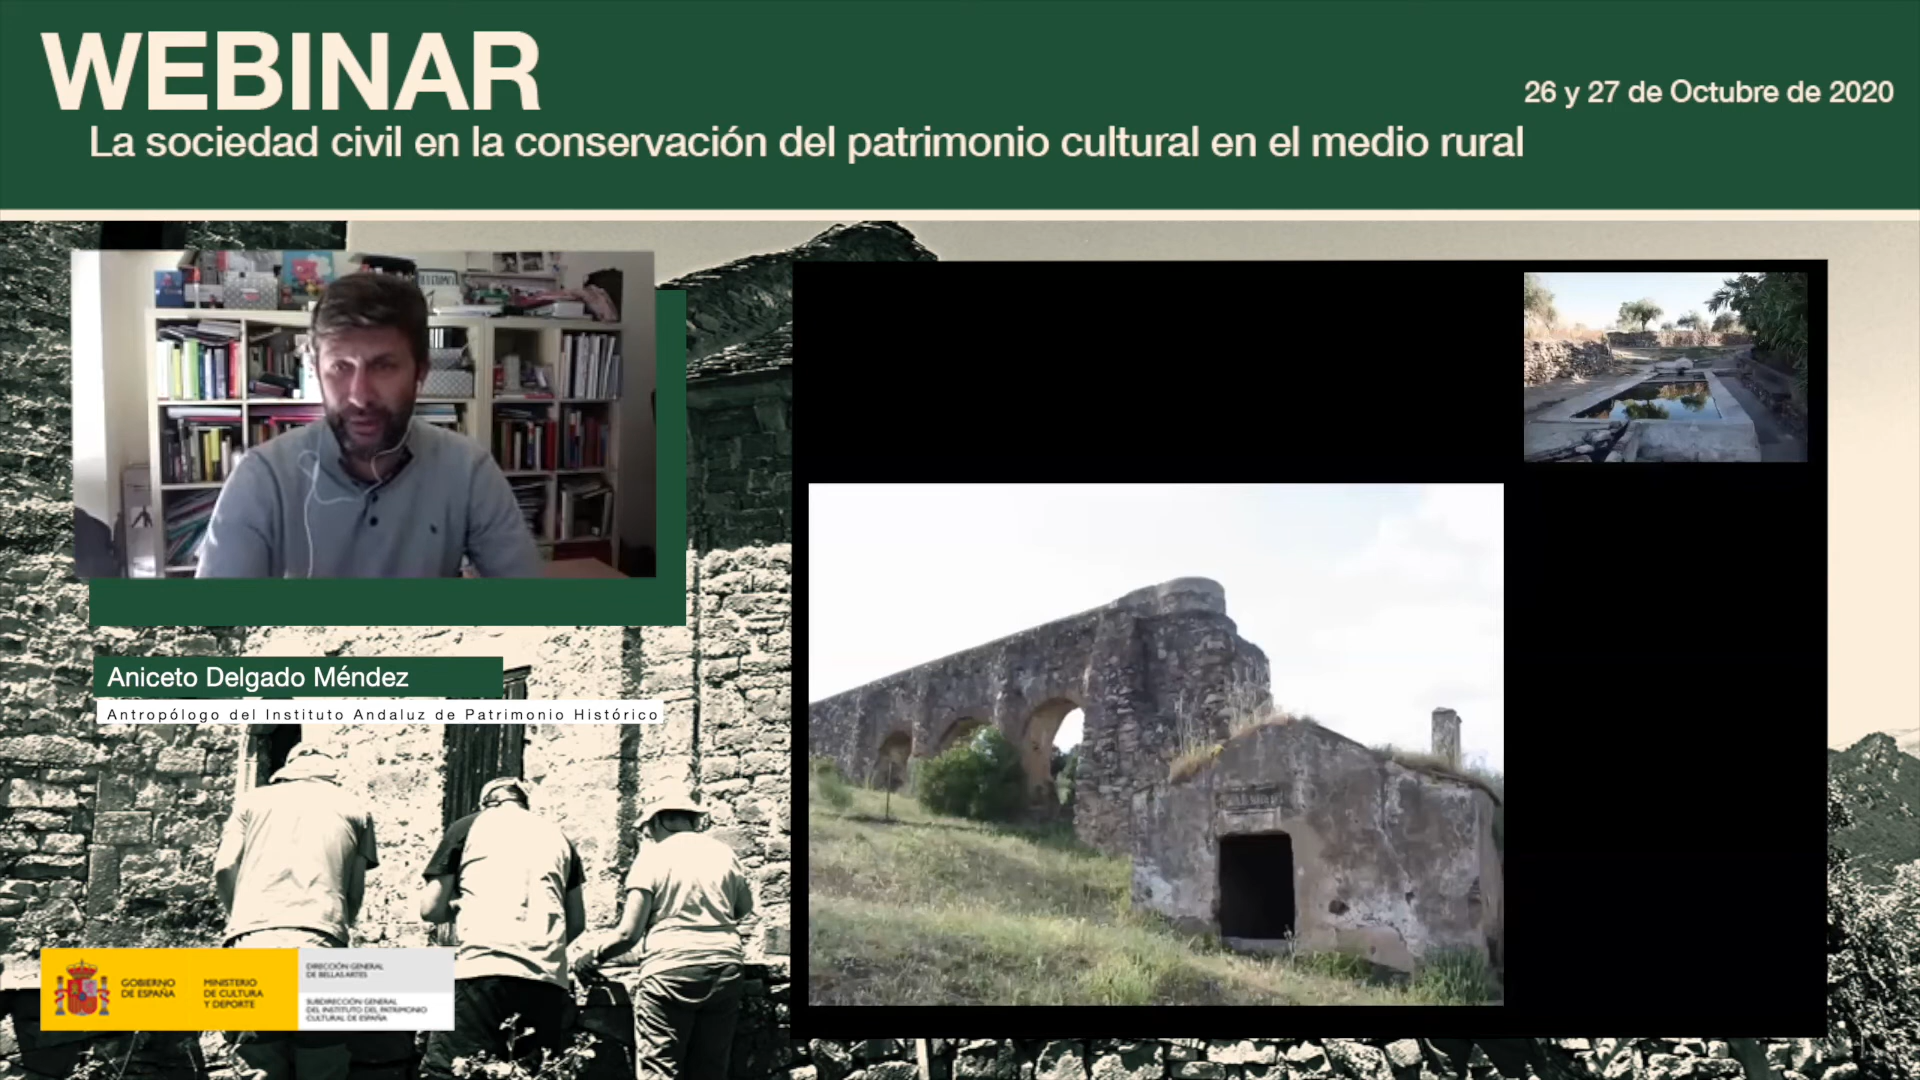 WEBINAR
26 y 27 de Octubre de 2020
La sociedad civil en la conservación del patrimonio cultural en el medio rural
Aniceto Delgado Méndez
Antropólogo del Instituto Andaluz de Patrimonio Histórico
GOBIERNO
DE ESPAÑA
MINISTERIO
DE CULTURA
Y DEPORTE
DIRECCIÓN GENERAL
DE BELLAS ARTES
SUBDIRECCIÓN GENERAL
DEL INSTITUTO DEL PATRIMONIO
CULTURAL DE ESPAÑA